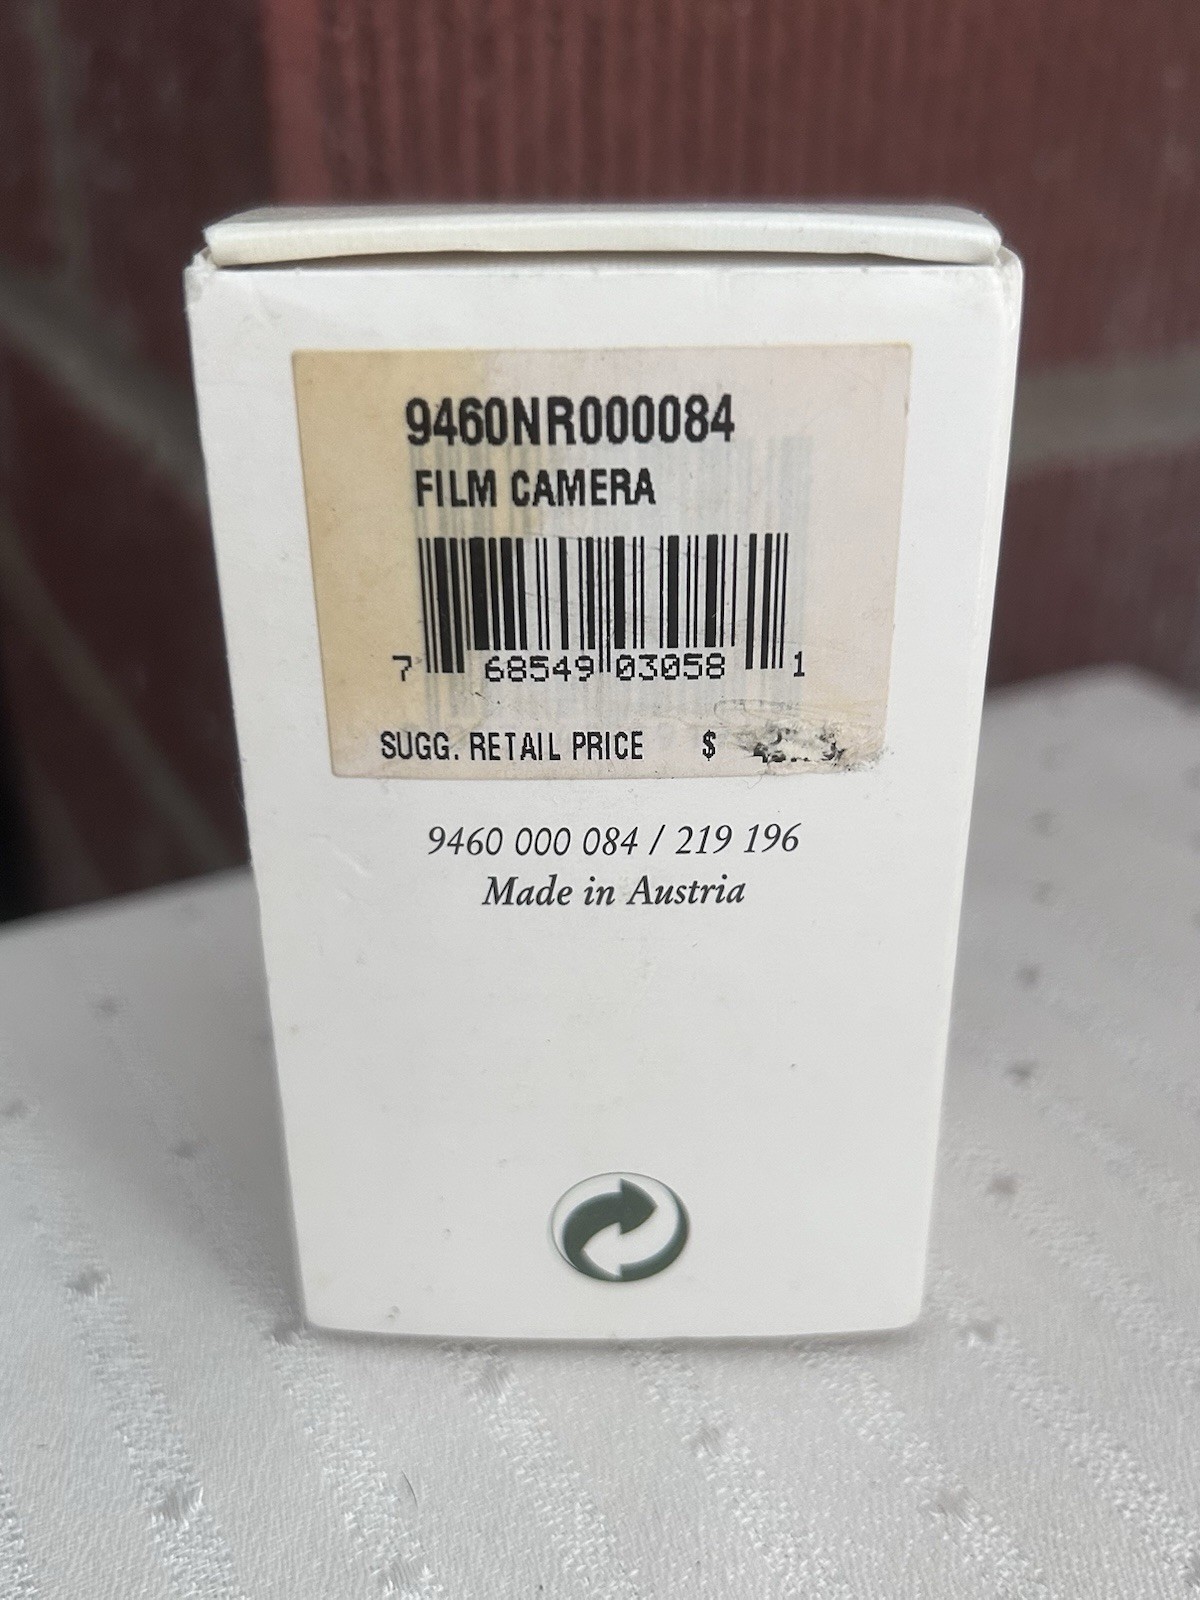 9460NR000084
FILM CAMERA
7 68549 03058 1
SUGG. RETAIL PRICE $
9460 000 084 / 219 196
Made in Austria